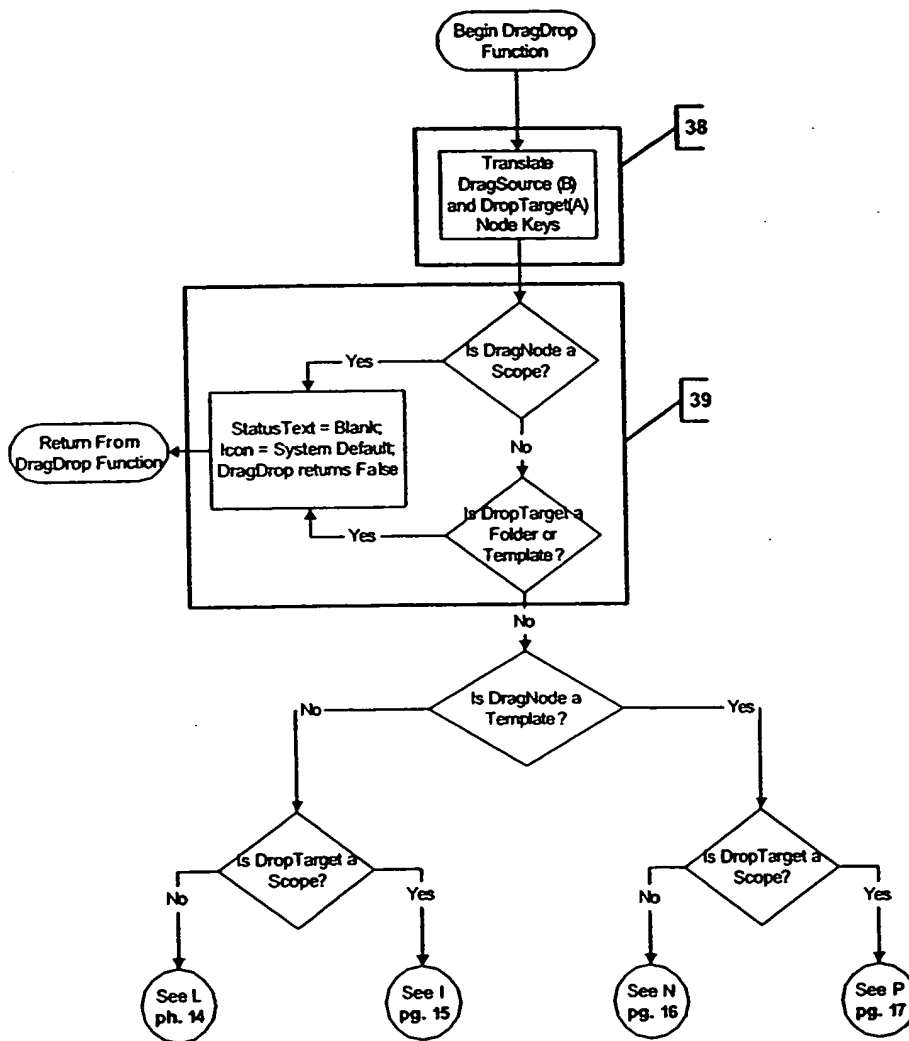 Begin DragDrop
Function
38
Translate
DragSource (B)
and DropTarget(A)
Node Keys
Is DragNode a
Scope?
Yes
39
StatusText = Blank;
Icon = System Default;
DragDrop returns False
Return From
DragDrop Function
No
Is DropTarget a
Folder or
Template?
Yes
No
Is DragNode a
Template?
No
Yes
Is DropTarget a
Scope?
No
Yes
Is DropTarget a
Scope?
No
Yes
See L
ph. 14
See I
pg. 15
See N
pg. 16
See P
pg. 17